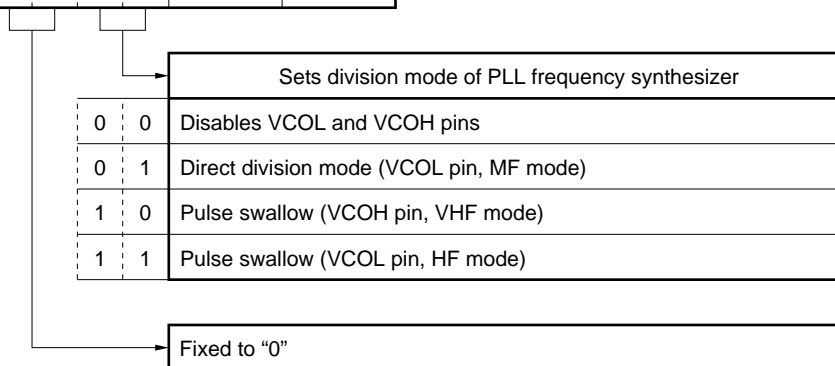 Sets division mode of PLL frequency synthesizer
0 0 Disables VCOL and VCOH pins
0 1 Direct division mode (VCOL pin, MF mode)
1 0 Pulse swallow (VCOH pin, VHF mode)
1 1 Pulse swallow (VCOL pin, HF mode)
Fixed to “0”